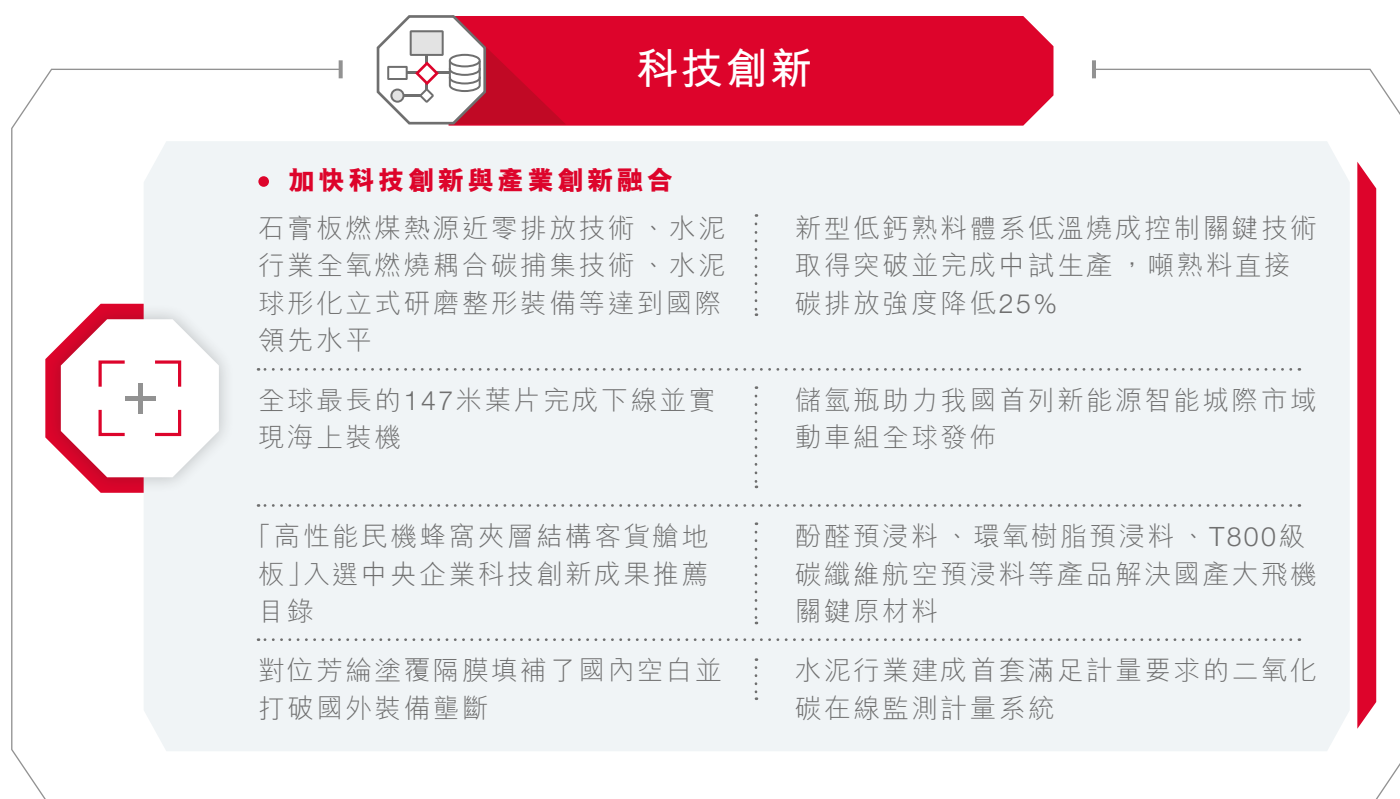 科技創新
• 加快科技創新與產業創新融合
石膏板燃煤熱源近零排放技術、水泥
行業全氧燃燒耦合碳捕集技術、水泥
球形化立式研磨整形裝備等達到國際
領先水平
新型低鈣熟料體系低溫燒成控制關鍵技術
取得突破並完成中試生產，噸熟料直接
碳排放強度降低25%
全球最長的147米葉片完成下線並實
現海上裝機
儲氫瓶助力我國首列新能源智能城際市域
動車組全球發佈
「高性能民機蜂窩夾層結構客貨艙地
板」入選中央企業科技創新成果推薦
目錄
酚醛預浸料、環氧樹脂預浸料、T800級
碳纖維航空預浸料等產品解決國產大飛機
關鍵原材料
對位芳綸塗覆隔膜填補了國內空白並
打破國外裝備壟斷
水泥行業建成首套滿足計量要求的二氧化
碳在線監測計量系統